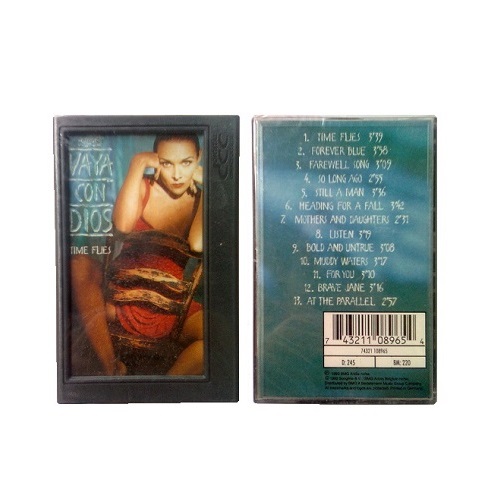 VAYA
CON
DIOS
TIME FLIES
1. TIME FLIES 3'39
2. FOREVER BLUE 3'58
3. FAREWELL SONG 3'09
4. SO LONG AGO 2'55
5. STILL A MAN 3'36
6. HEADING FOR A FALL 3'42
7. MOTHERS AND DAUGHTERS 2'31
8. LISTEN 3'19
9. BOLD AND UNTRUE 3'08
10. MUDDY WATERS 3'17
11. FOR YOU 3'10
12. BRAVE JANE 3'16
13. AT THE PARALLEL 2'57
7 43211 08965 4
74321 108965
D: 245 BM: 220